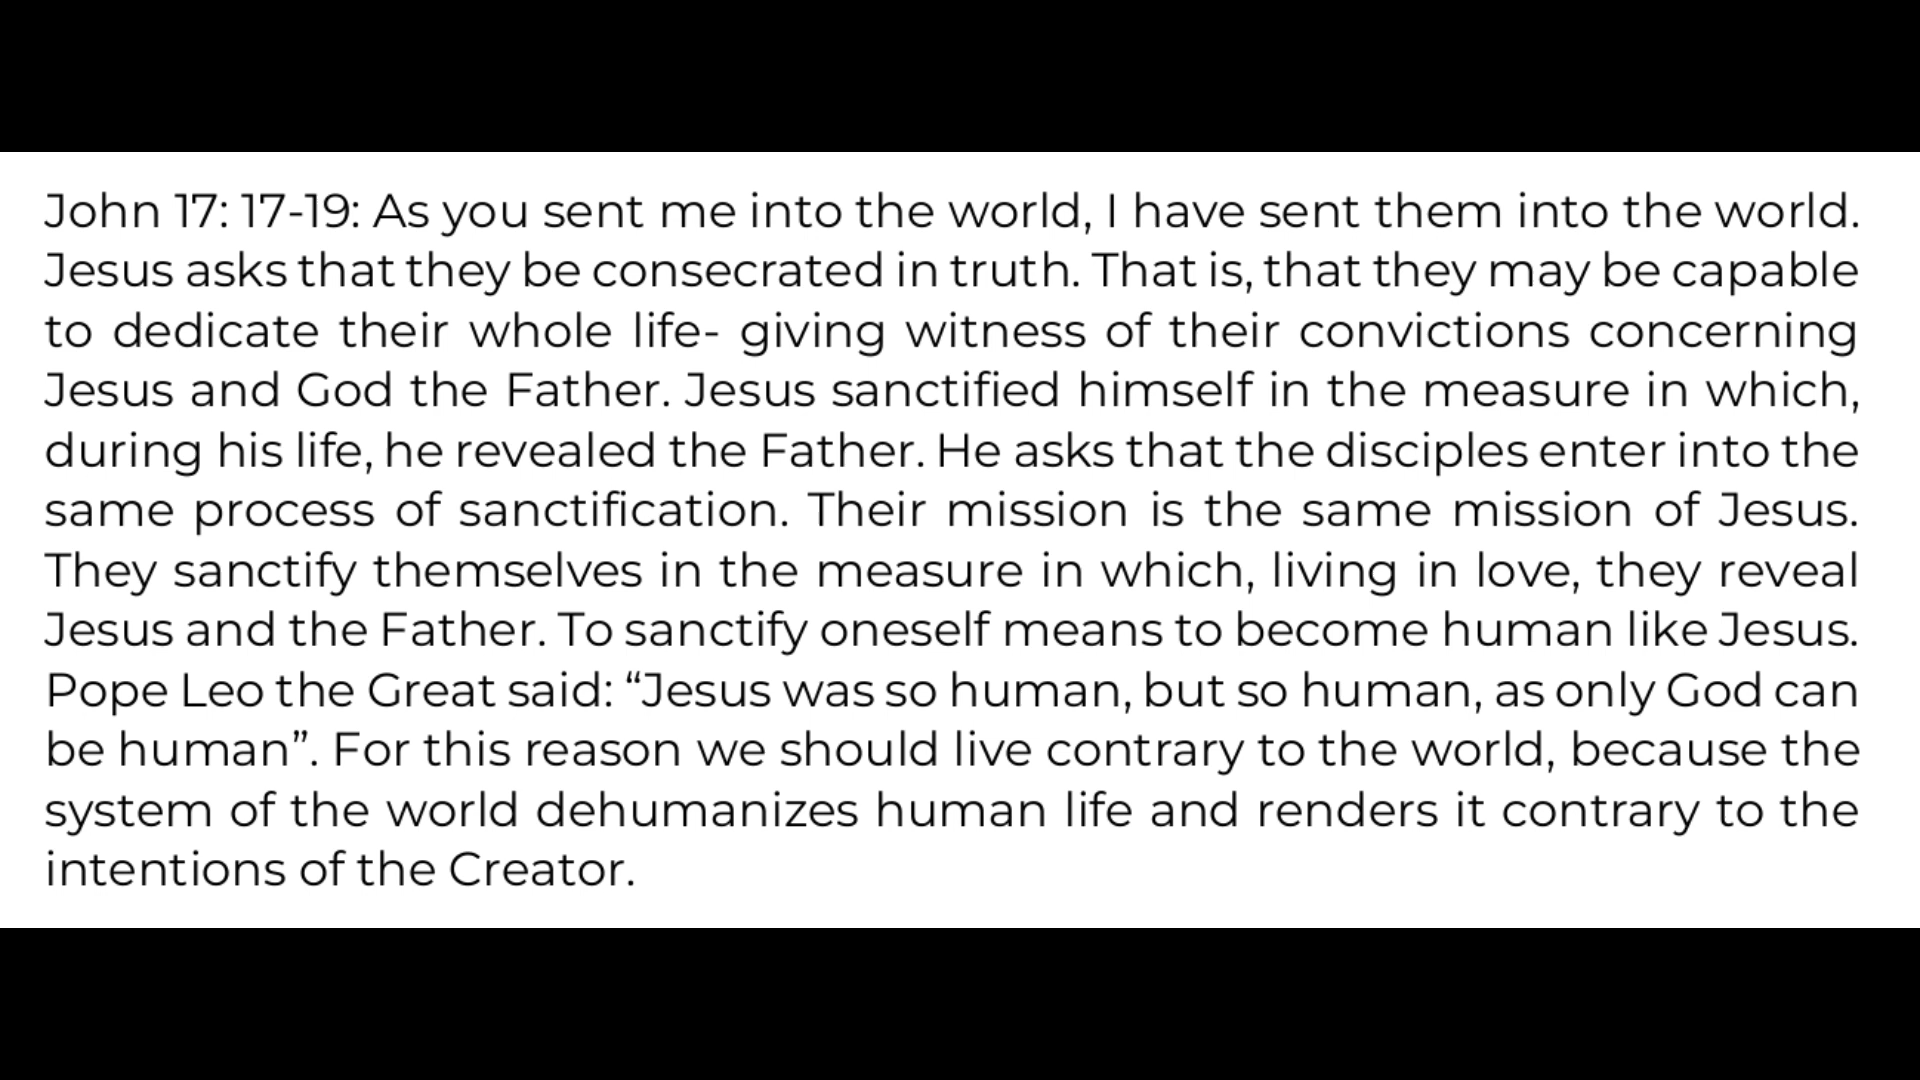 John 17: 17-19: As you sent me into the world, I have sent them into the world.
Jesus asks that they be consecrated in truth. That is, that they may be capable
to dedicate their whole life- giving witness of their convictions concerning
Jesus and God the Father. Jesus sanctified himself in the measure in which,
during his life, he revealed the Father. He asks that the disciples enter into the
same process of sanctification. Their mission is the same mission of Jesus.
They sanctify themselves in the measure in which, living in love, they reveal
Jesus and the Father. To sanctify oneself means to become human like Jesus.
Pope Leo the Great said: “Jesus was so human, but so human, as only God can
be human”. For this reason we should live contrary to the world, because the
system of the world dehumanizes human life and renders it contrary to the
intentions of the Creator.